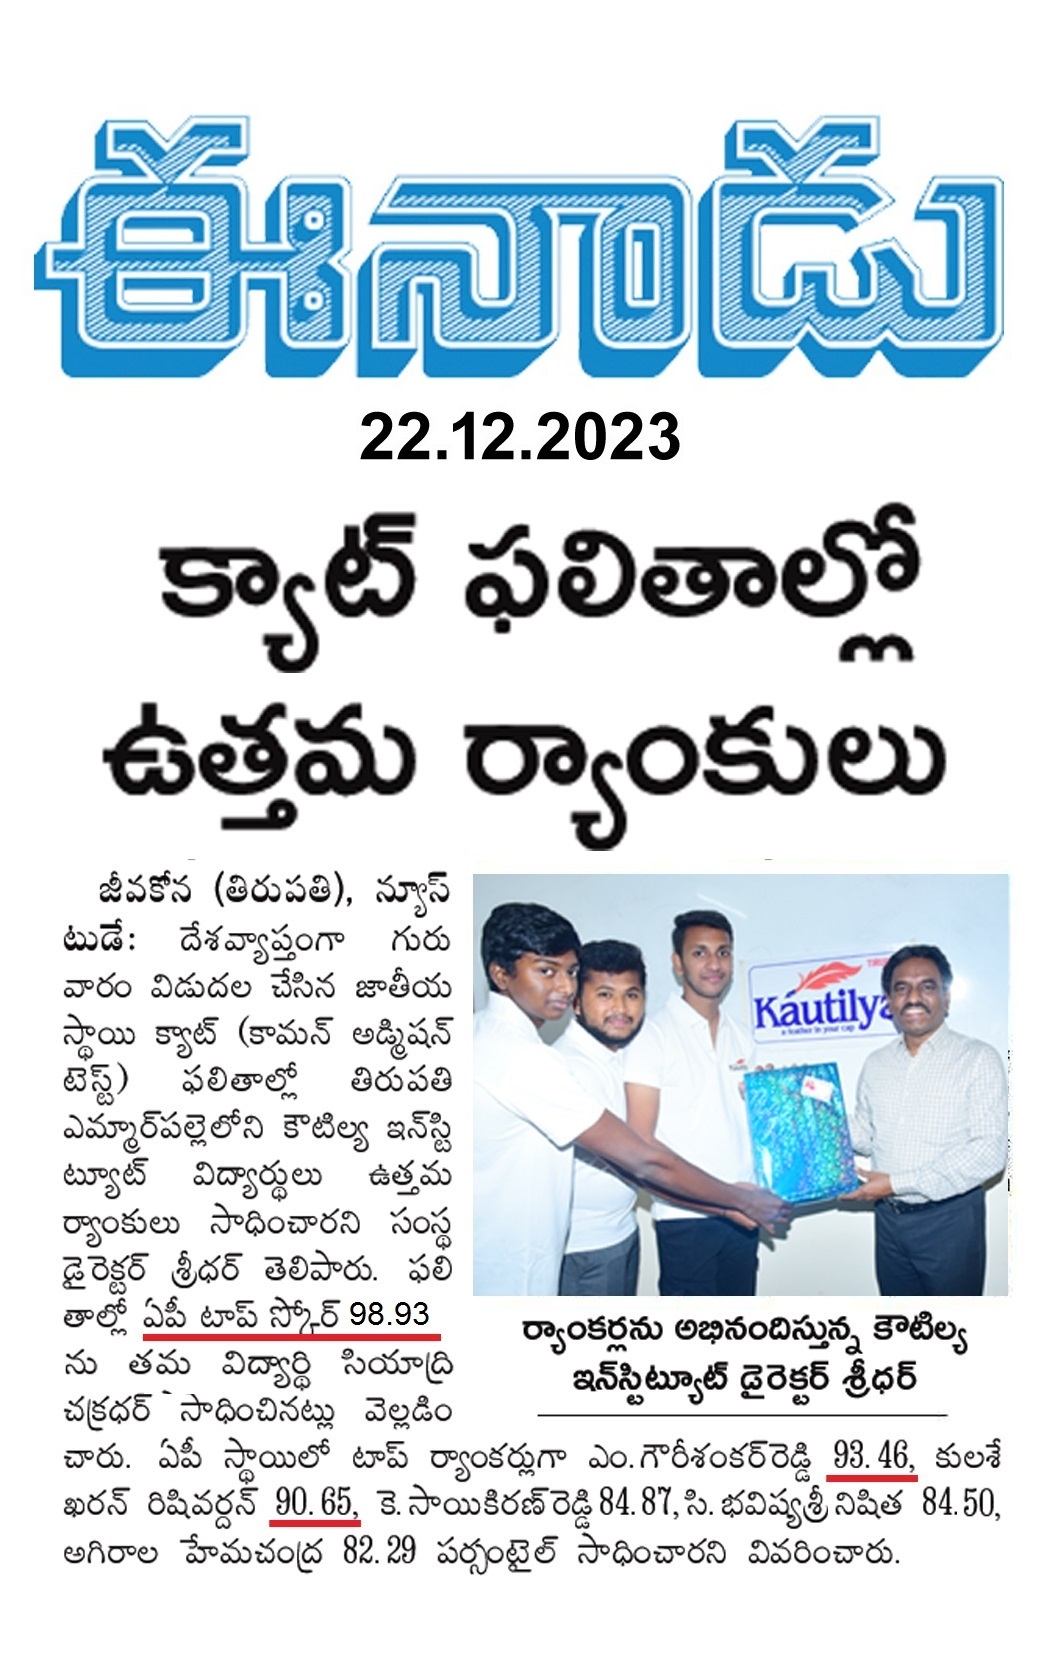 ఈనాడు
22.12.2023
క్యాట్ ఫలితాల్లో
ఉత్తమ ర్యాంకులు
జీవకోన (తిరుపతి), న్యూస్
టుడే: దేశవ్యాప్తంగా గురు
వారం విడుదల చేసిన జాతీయ
స్థాయి క్యాట్ (కామన్ అడ్మిషన్
టెస్ట్) ఫలితాల్లో తిరుపతి
ఎమ్మార్‌పల్లెలోని కౌటిల్య ఇన్‌స్టి
ట్యూట్ విద్యార్థులు ఉత్తమ
ర్యాంకులు సాధించారని సంస్థ
డైరెక్టర్ శ్రీధర్ తెలిపారు. ఫలి
తాల్లో ఏపీ టాప్ స్కోర్ 98.93
ను తమ విద్యార్థి సియాద్రి
చక్రధర్ సాధించినట్లు వెల్లడిం
చారు. ఏపీ స్థాయిలో టాప్ ర్యాంకర్లుగా ఎం.గౌరీశంకర్‌రెడ్డి 93.46, కులశే
ఖరన్ రిషివర్దన్ 90.65, కె.సాయికిరణ్‌రెడ్డి 84.87, సి.భవిష్యశ్రీ నిషిత 84.50,
అగిరాల హేమచంద్ర 82.29 పర్సంటైల్ సాధించారని వివరించారు.
Kautilya
a feather in your cap
ర్యాంకర్లను అభినందిస్తున్న కౌటిల్య
ఇన్‌స్టిట్యూట్ డైరెక్టర్ శ్రీధర్